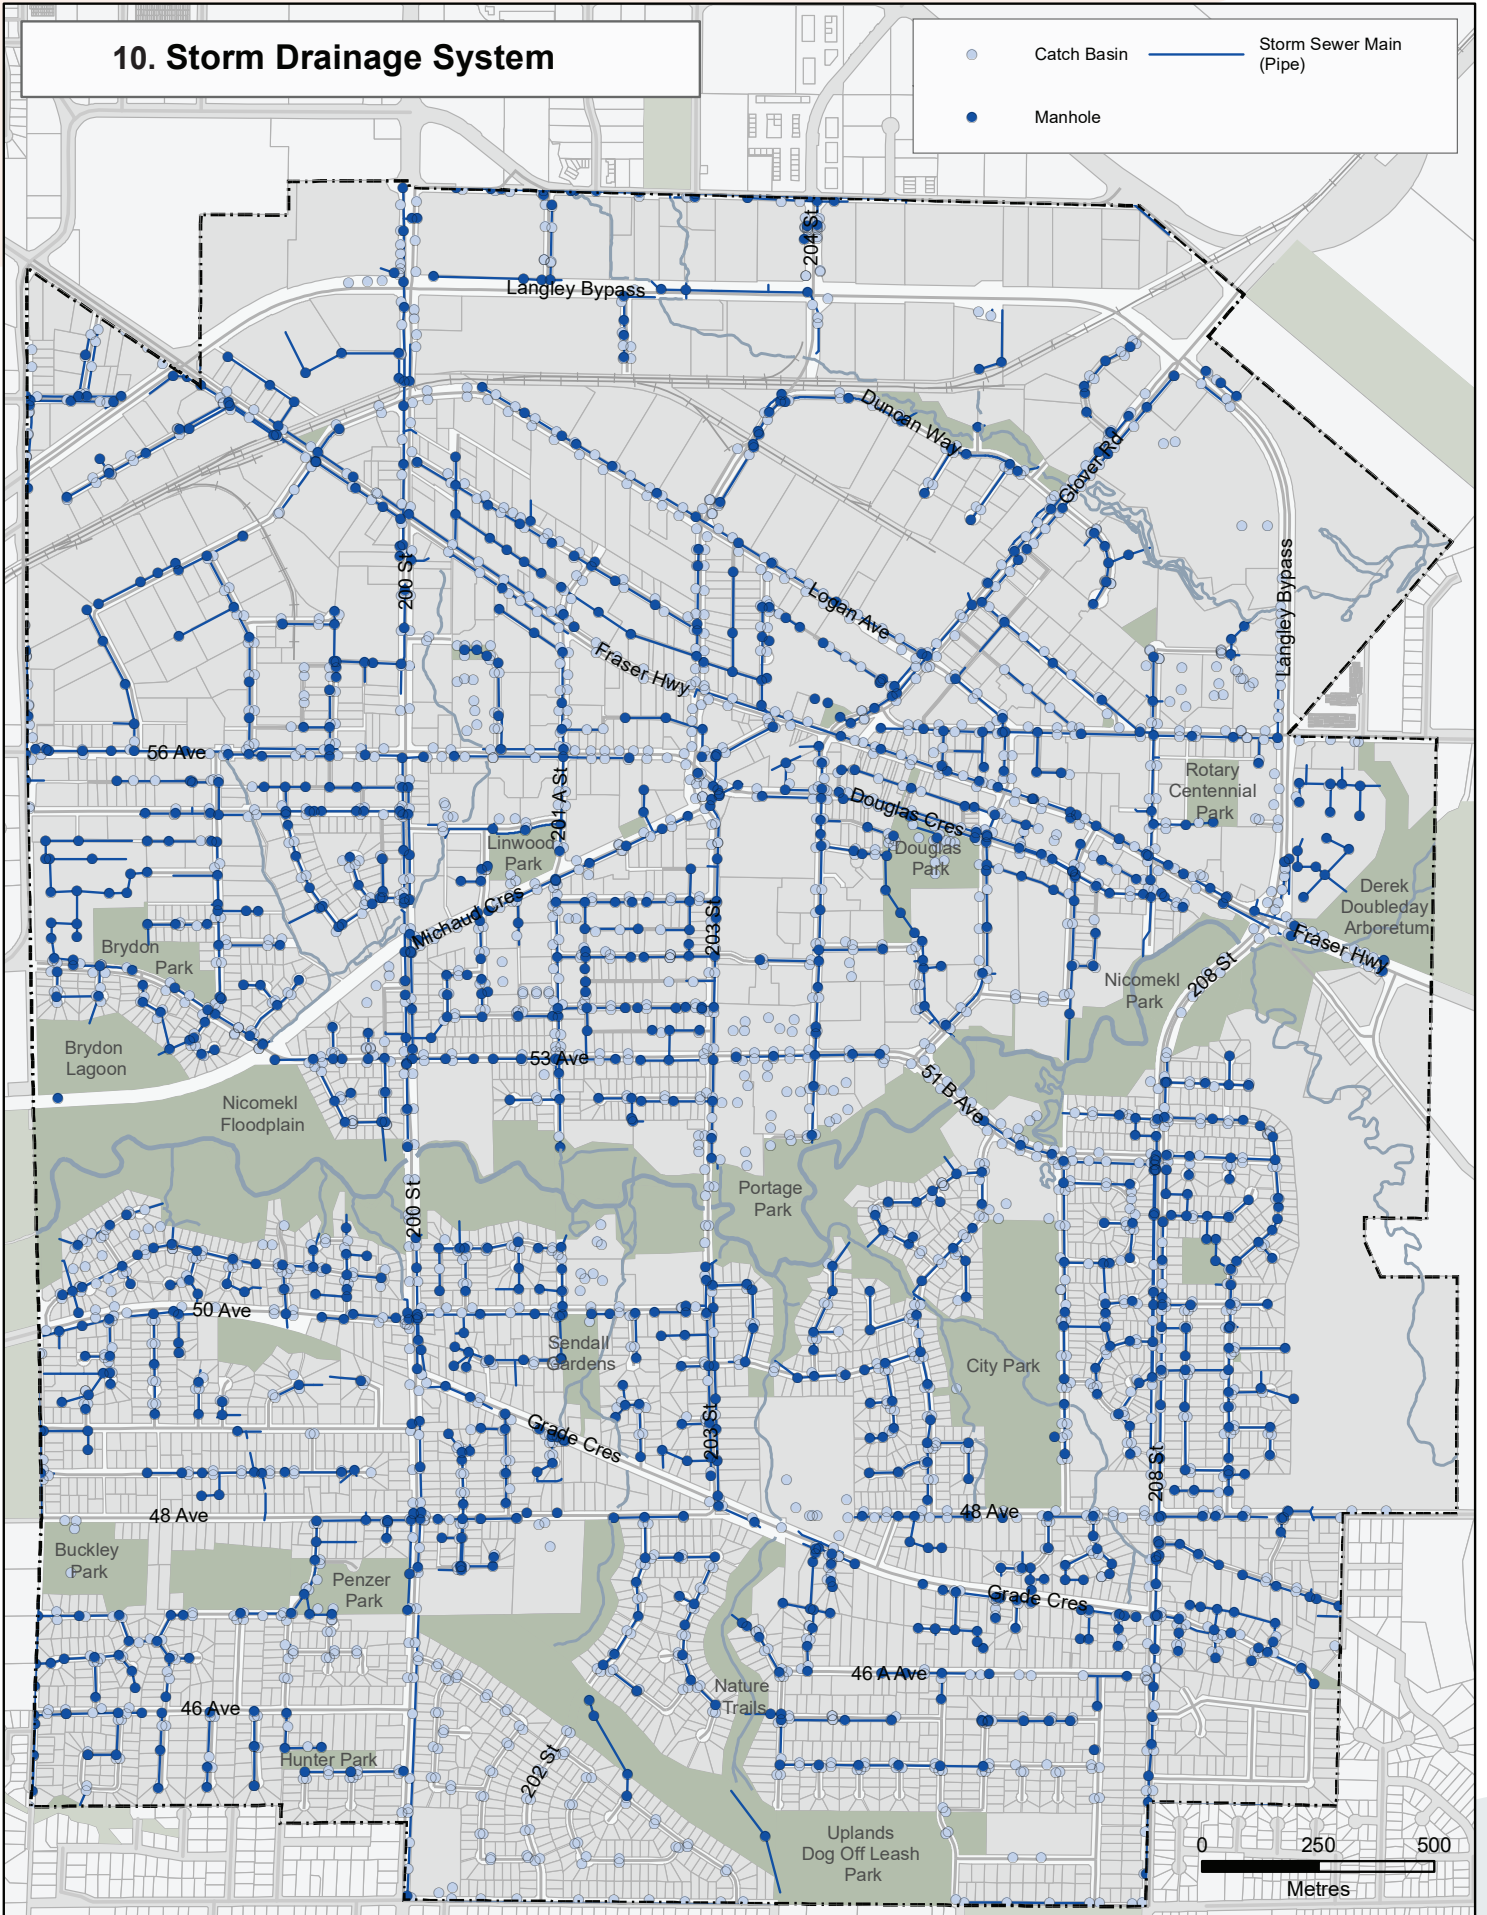 10. Storm Drainage System
Catch Basin
Storm Sewer Main
(Pipe)
Manhole
204 St
Langley Bypass
Duncan Way
Glover Rd
200 St
Logan Ave
Langley Bypass
Fraser Hwy
56 Ave
201 A St
Rotary
Centennial
Park
Douglas Cres
Linwood
Park
Douglas
Park
Derek
Doubleday
Arboretum
Michaud Cres
203 St
Brydon
Park
Fraser Hwy
208 St
Nicomekl
Park
Brydon
Lagoon
53 Ave
51 B Ave
Nicomekl
Floodplain
200 St
Portage
Park
50 Ave
Sendall
Gardens
City Park
Grade Cres
203 St
208 St
48 Ave
48 Ave
Buckley
Park
Penzer
Park
Grade Cres
46 A Ave
Nature
Trails
46 Ave
Hunter Park
202 St
Uplands
Dog Off Leash
Park
0 250 500
Metres